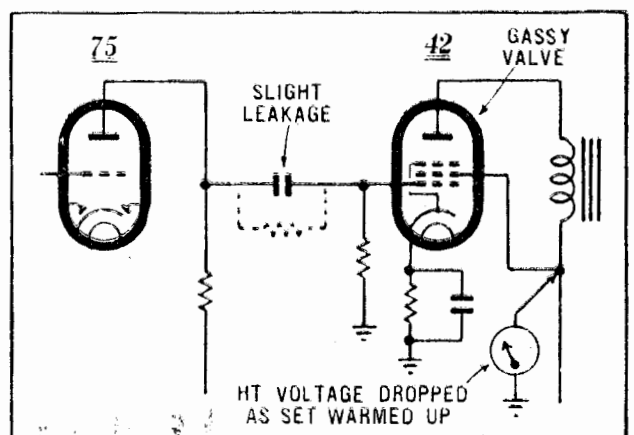 75
42
GASSY
VALVE
SLIGHT
LEAKAGE
HT VOLTAGE DROPPED
AS SET WARMED UP